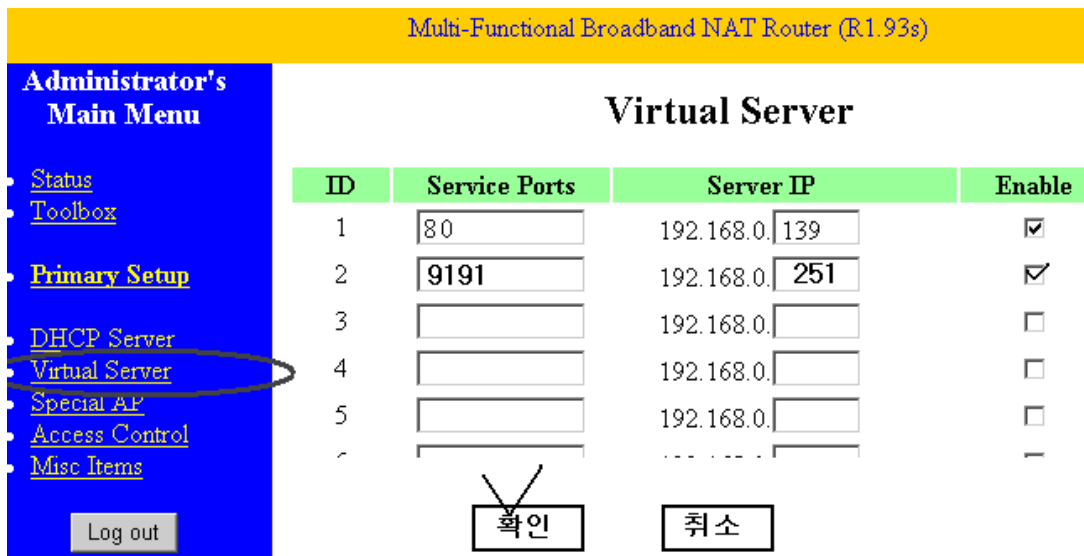 Multi-Functional Broadband NAT Router (R1.93s)
Administrator's
Main Menu
Status
Toolbox
Primary Setup
DHCP Server
Virtual Server
Special AP
Access Control
Misc Items
Log out
Virtual Server
ID Service Ports Server IP Enable
1 80 192.168.0. 139
2 9191 192.168.0. 251
3 192.168.0.
4 192.168.0.
5 192.168.0.
확인 취소